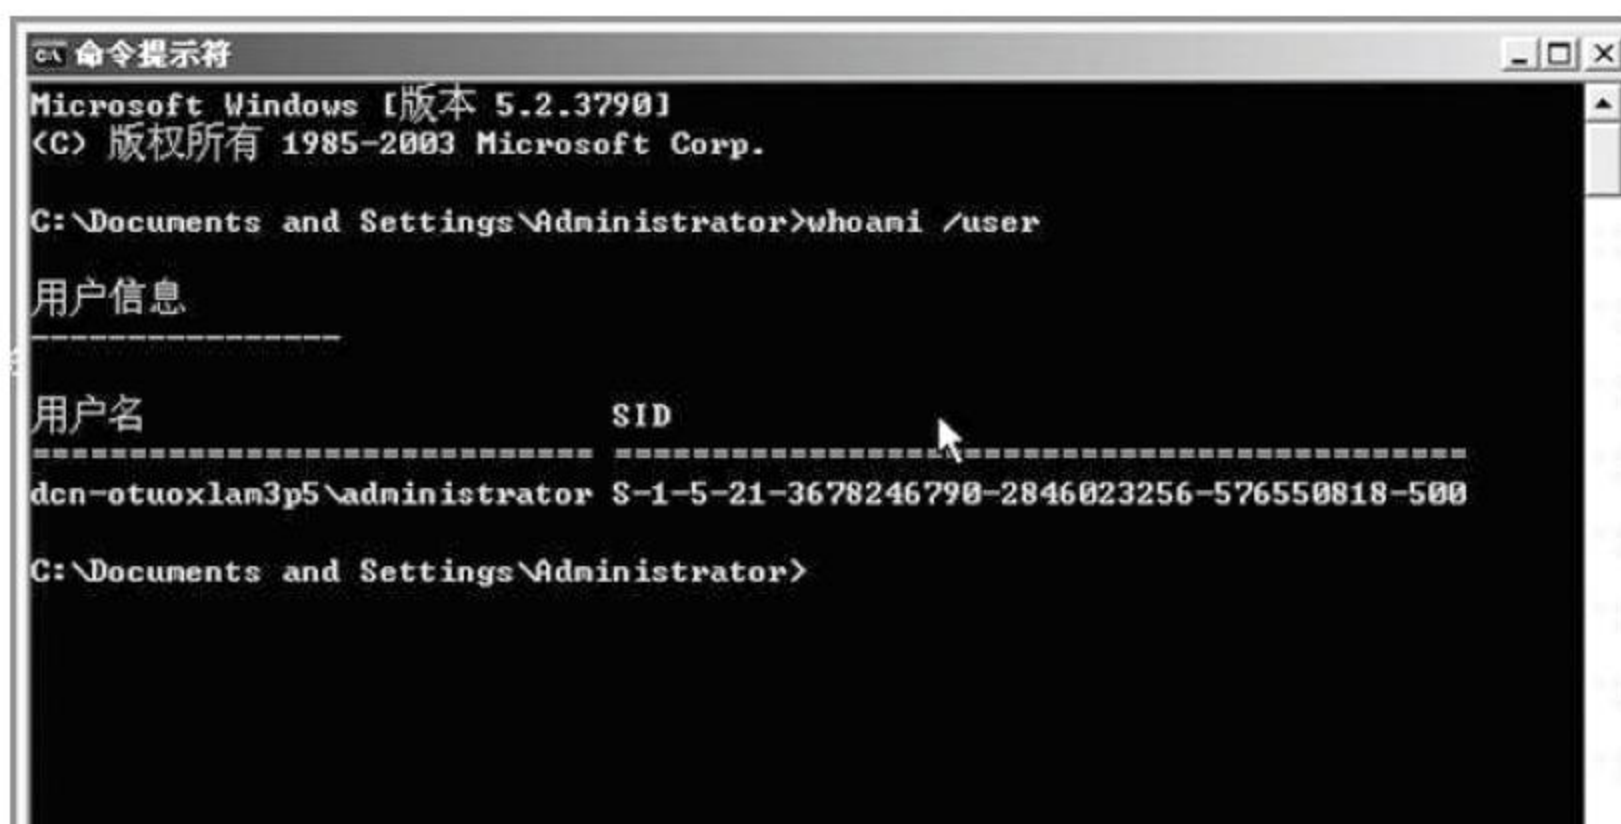 命令提示符
Microsoft Windows [版本 5.2.3790]
(C) 版权所有 1985-2003 Microsoft Corp.
C:\Documents and Settings\Administrator>whoami /user
用户信息
----------------
用户名 SID
============================= ============================================
dcn-otuoxlam3p5\administrator S-1-5-21-3678246790-2846023256-576550818-500
C:\Documents and Settings\Administrator>